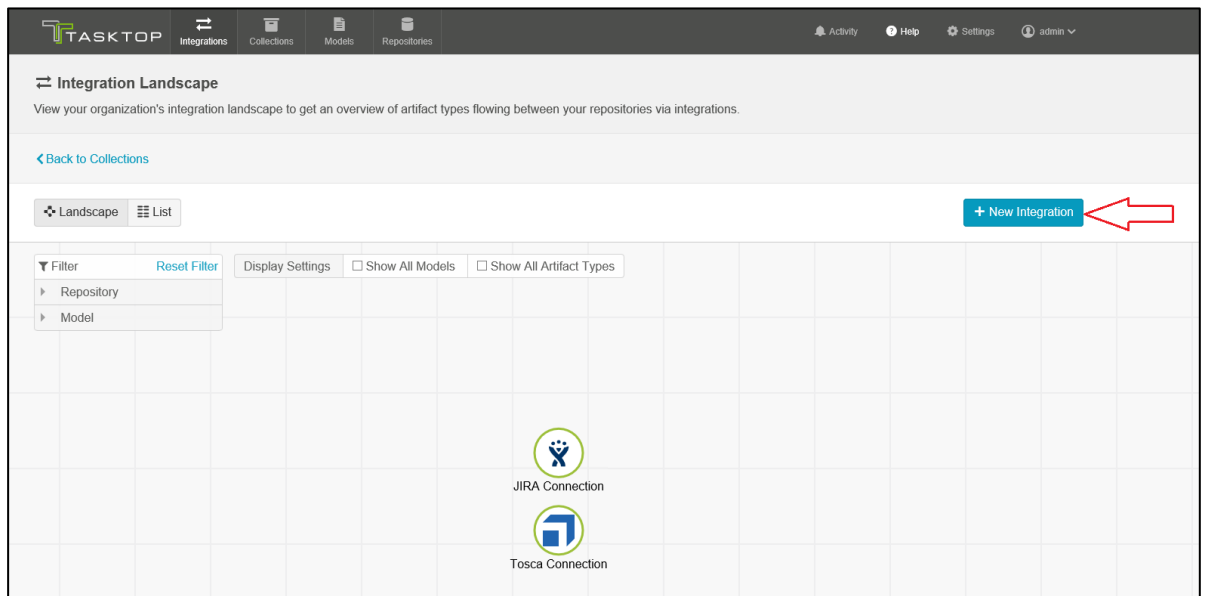 TASKTOP Integrations Collections Models Repositories Activity Help Settings admin
Integration Landscape
View your organization's integration landscape to get an overview of artifact types flowing between your repositories via integrations.
Back to Collections
Landscape List + New Integration
Filter Reset Filter Display Settings Show All Models Show All Artifact Types
Repository
Model
JIRA Connection
Tosca Connection